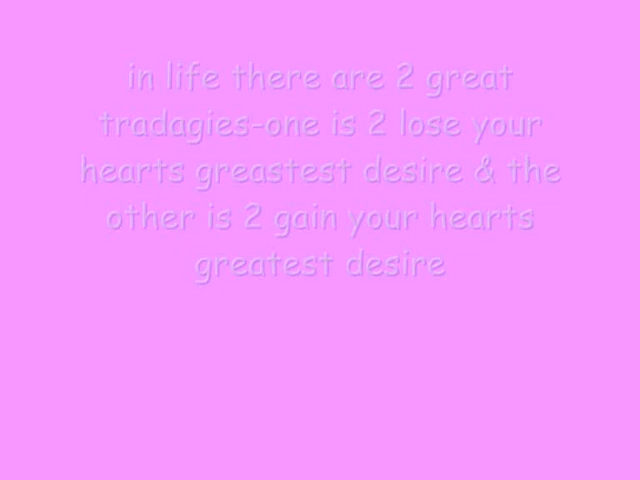 in life there are 2 great
tradagies-one is 2 lose your
hearts greastest desire & the
other is 2 gain your hearts
greatest desire